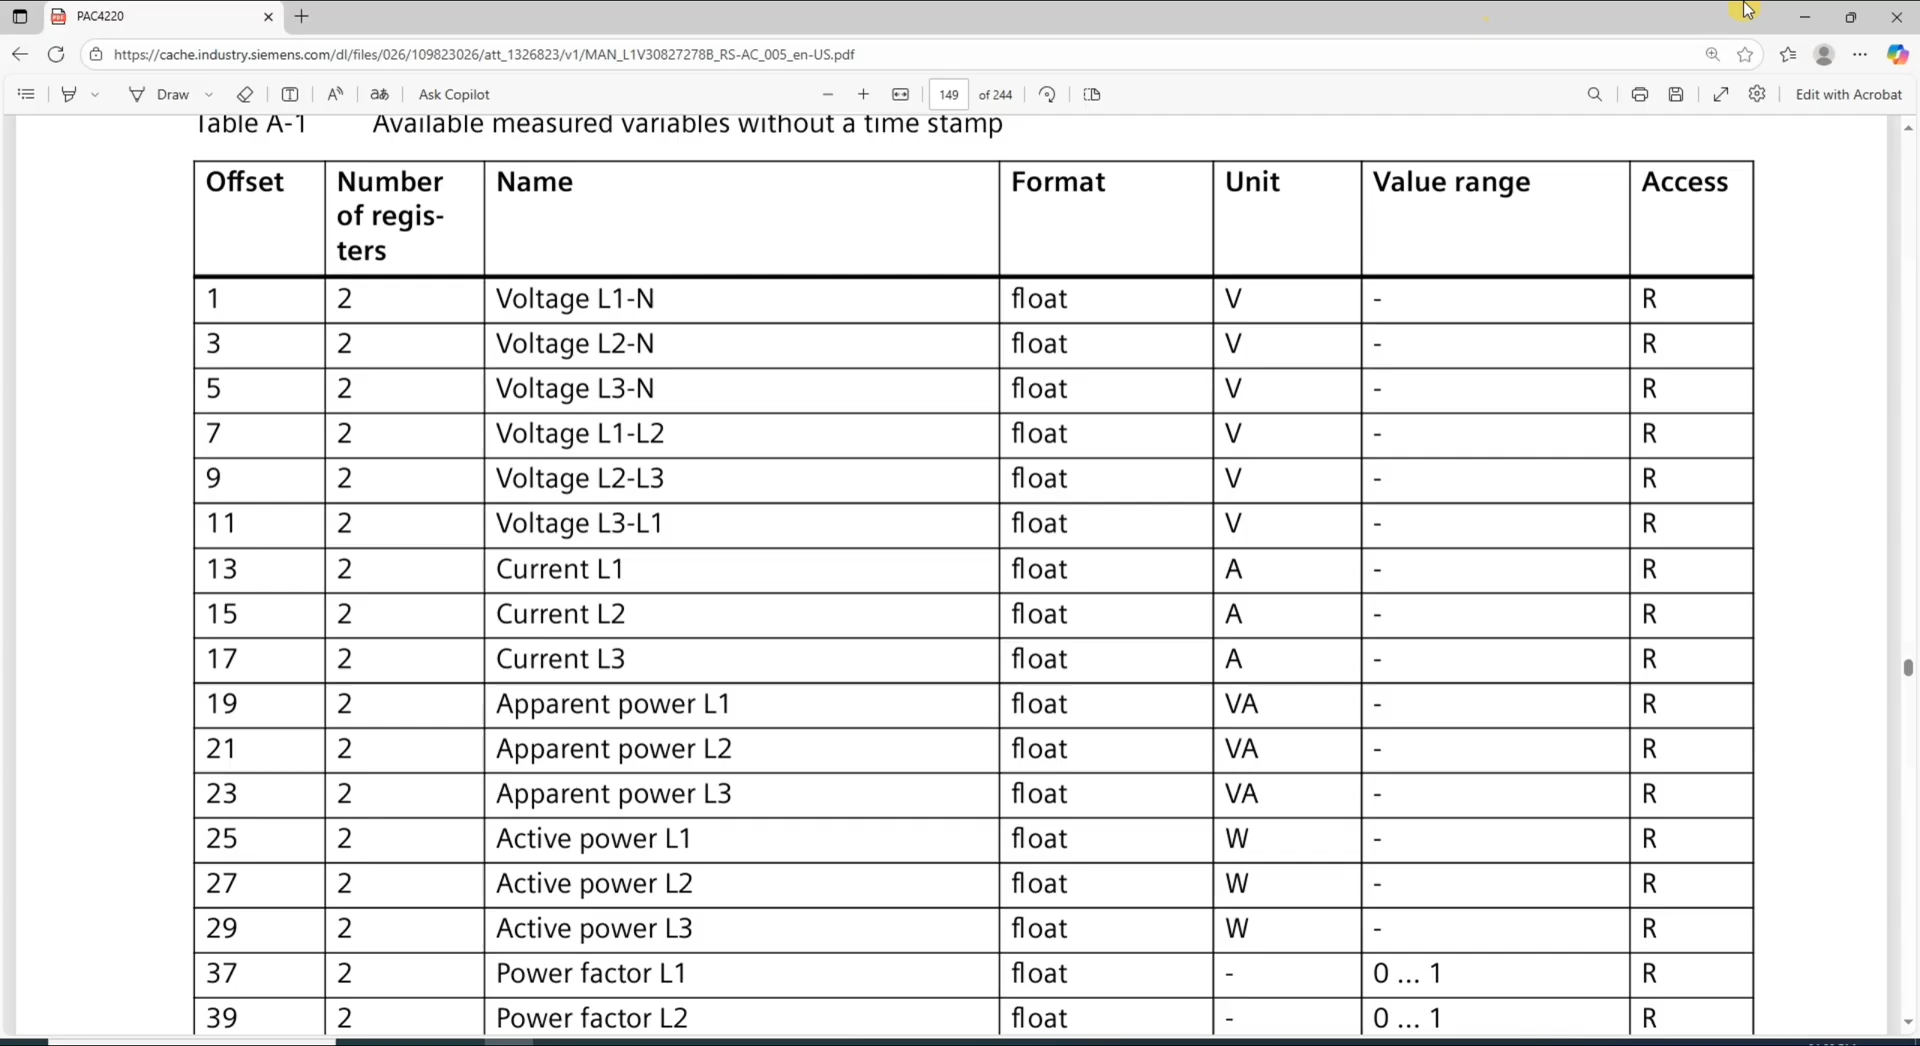 PAC4220
https://cache.industry.siemens.com/dl/files/026/109823026/att_1326823/v1/MAN_L1V30827278B_RS-AC_005_en-US.pdf
Draw Ask Copilot 149 of 244 Edit with Acrobat
Table A-1 Available measured variables without a time stamp
Offset Number of regis- ters Name Format Unit Value range Access
1 2 Voltage L1-N float V - R
3 2 Voltage L2-N float V - R
5 2 Voltage L3-N float V - R
7 2 Voltage L1-L2 float V - R
9 2 Voltage L2-L3 float V - R
11 2 Voltage L3-L1 float V - R
13 2 Current L1 float A - R
15 2 Current L2 float A - R
17 2 Current L3 float A - R
19 2 Apparent power L1 float VA - R
21 2 Apparent power L2 float VA - R
23 2 Apparent power L3 float VA - R
25 2 Active power L1 float W - R
27 2 Active power L2 float W - R
29 2 Active power L3 float W - R
37 2 Power factor L1 float - 0 ... 1 R
39 2 Power factor L2 float - 0 ... 1 R